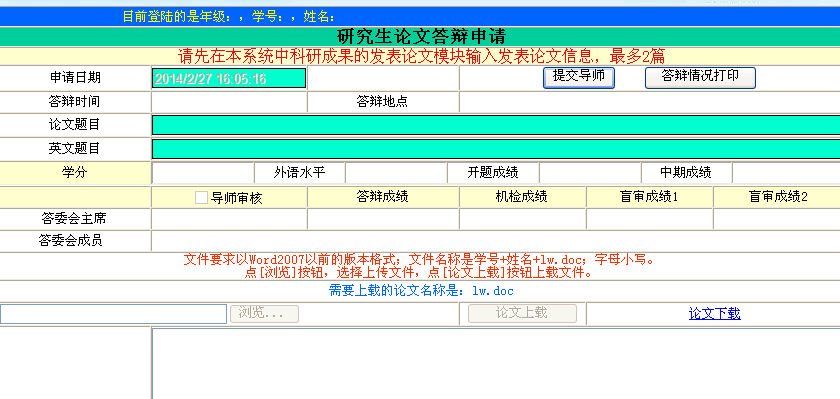 目前登陆的是年级：，学号：，姓名：
研究生论文答辩申请
请先在本系统中科研成果的发表论文模块输入发表论文信息，最多2篇
申请日期 2014/2/27 16:05:16 提交导师 答辩情况打印
答辩时间 答辩地点
论文题目
英文题目
学分 外语水平 开题成绩 中期成绩
导师审核 答辩成绩 机检成绩 盲审成绩1 盲审成绩2
答委会主席
答委会成员
文件要求以Word2007以前的版本格式；文件名称是学号+姓名+lw.doc；字母小写。
点[浏览]按钮，选择上传文件，点[论文上载]按钮上载文件。
需要上载的论文名称是：lw.doc
浏览... 论文上载 论文下载